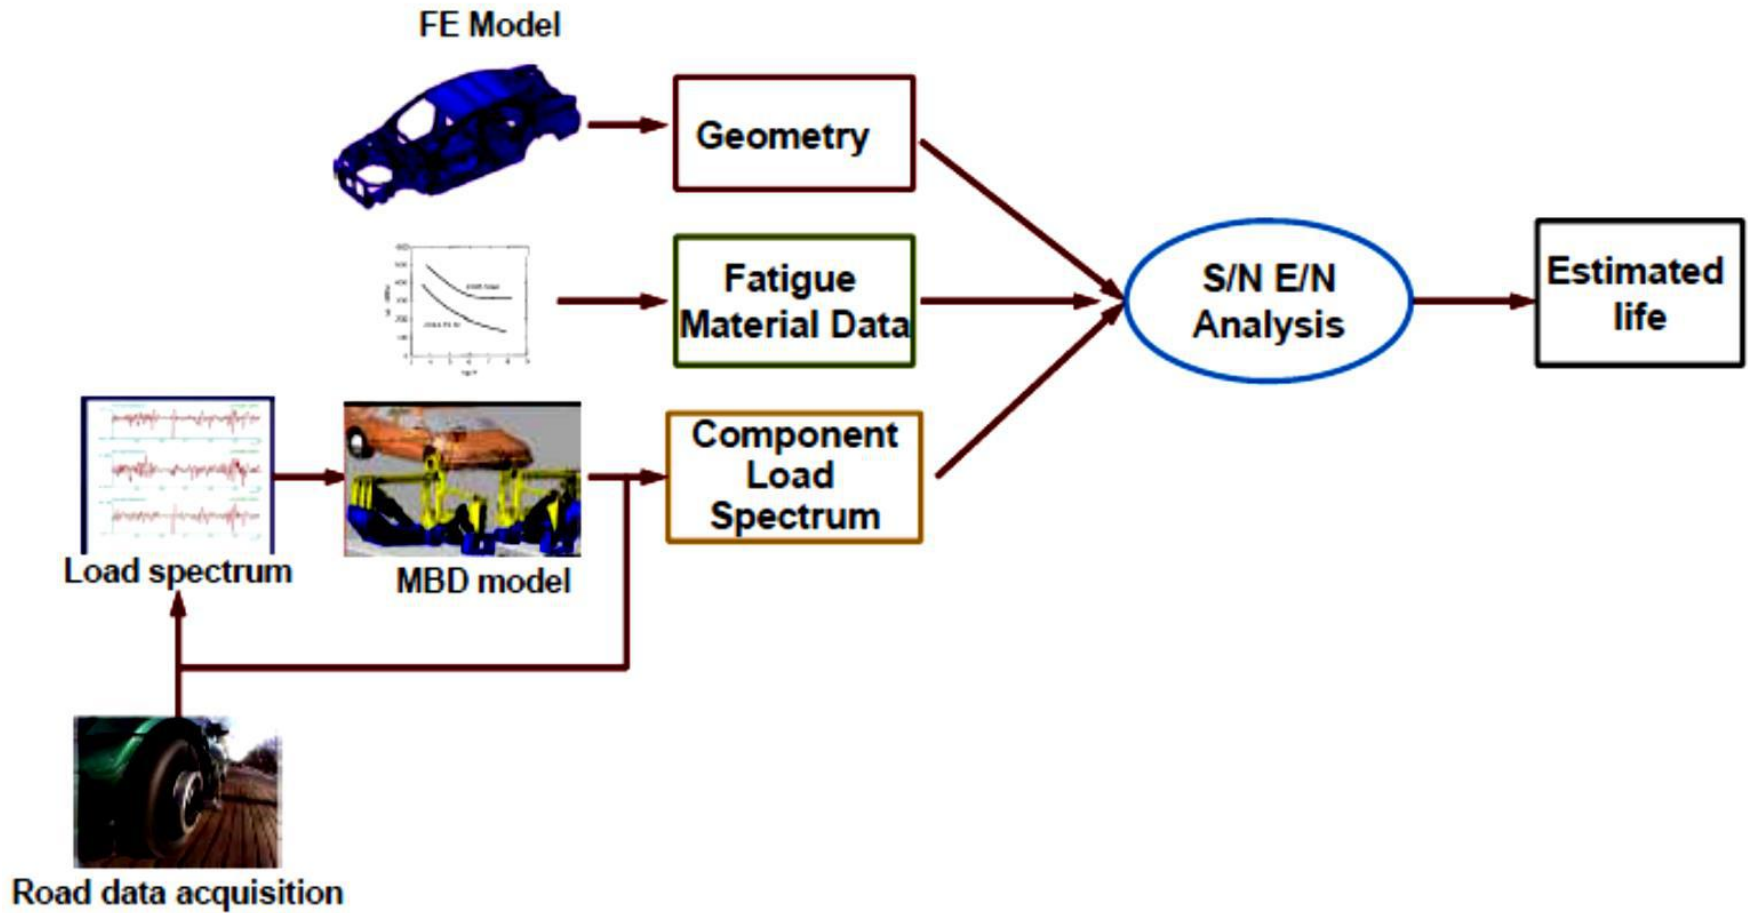 FE Model
Geometry
Fatigue
Material Data
S/N E/N
Analysis
Estimated
life
Component
Load
Spectrum
Load spectrum
MBD model
Road data acquisition